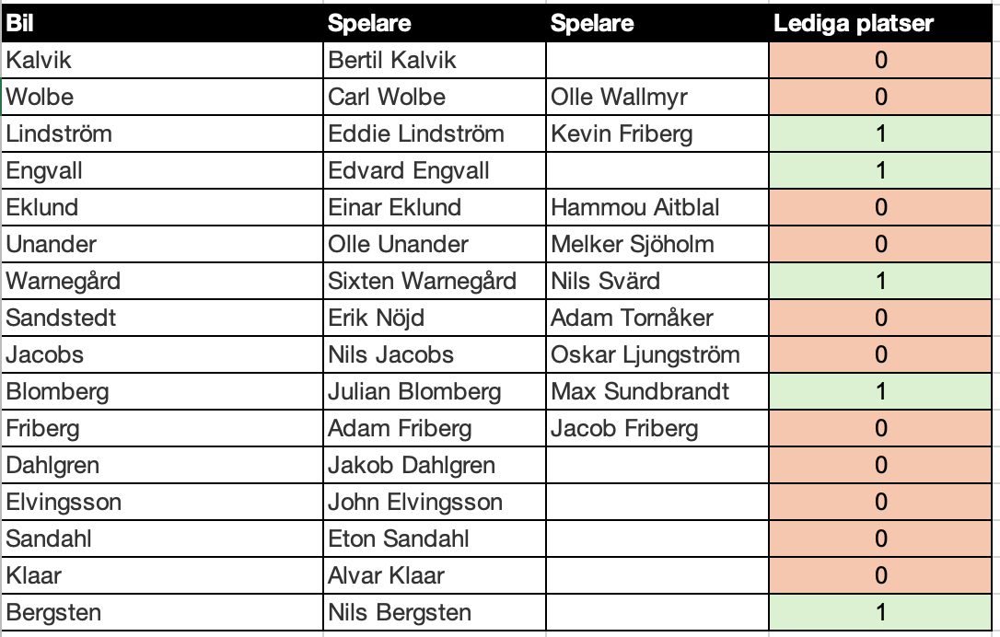 Bil Spelare Spelare Lediga platser
Kalvik Bertil Kalvik 0
Wolbe Carl Wolbe Olle Wallmyr 0
Lindström Eddie Lindström Kevin Friberg 1
Engvall Edvard Engvall 1
Eklund Einar Eklund Hammou Aitblal 0
Unander Olle Unander Melker Sjöholm 0
Warnegård Sixten Warnegård Nils Svärd 1
Sandstedt Erik Nöjd Adam Tornåker 0
Jacobs Nils Jacobs Oskar Ljungström 0
Blomberg Julian Blomberg Max Sundbrandt 1
Friberg Adam Friberg Jacob Friberg 0
Dahlgren Jakob Dahlgren 0
Elvingsson John Elvingsson 0
Sandahl Eton Sandahl 0
Klaar Alvar Klaar 0
Bergsten Nils Bergsten 1